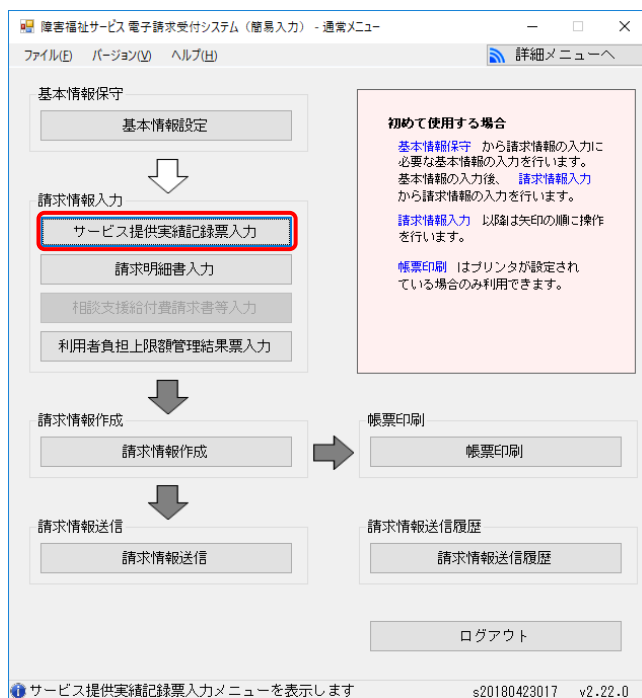 障害福祉サービス 電子請求受付システム（簡易入力） - 通常メニュー
ファイル(F) バージョン(V) ヘルプ(H) 詳細メニューへ
基本情報保守
基本情報設定
請求情報入力
サービス提供実績記録票入力
請求明細書入力
相談支援給付費請求書等入力
利用者負担上限額管理結果票入力
初めて使用する場合
基本情報保守 から請求情報の入力に
必要な基本情報の入力を行います。
基本情報の入力後、 請求情報入力
から請求情報の入力を行います。
請求情報入力 以降は矢印の順に操作
を行います。
帳票印刷 はプリンタが設定され
ている場合のみ利用できます。
請求情報作成
請求情報作成
帳票印刷
帳票印刷
請求情報送信
請求情報送信
請求情報送信履歴
請求情報送信履歴
ログアウト
サービス提供実績記録票入力メニューを表示します s20180423017 v2.22.0